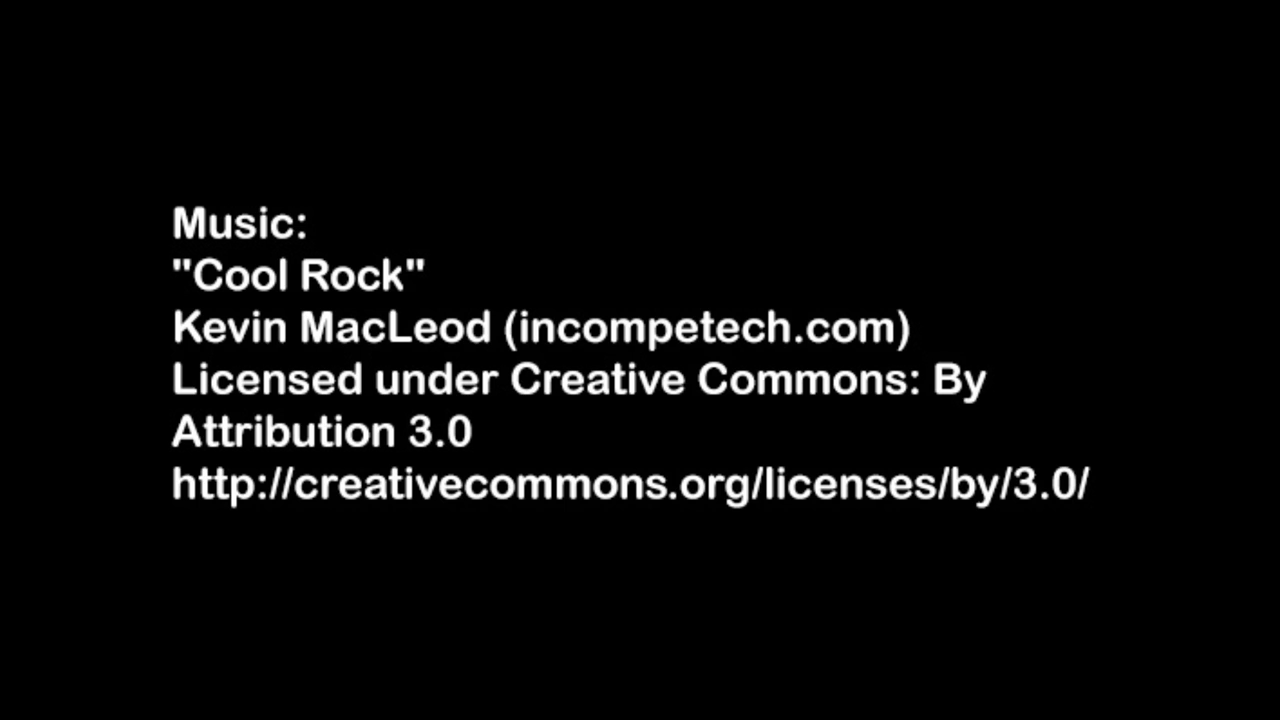 Music:
"Cool Rock"
Kevin MacLeod (incompetech.com)
Licensed under Creative Commons: By
Attribution 3.0
http://creativecommons.org/licenses/by/3.0/